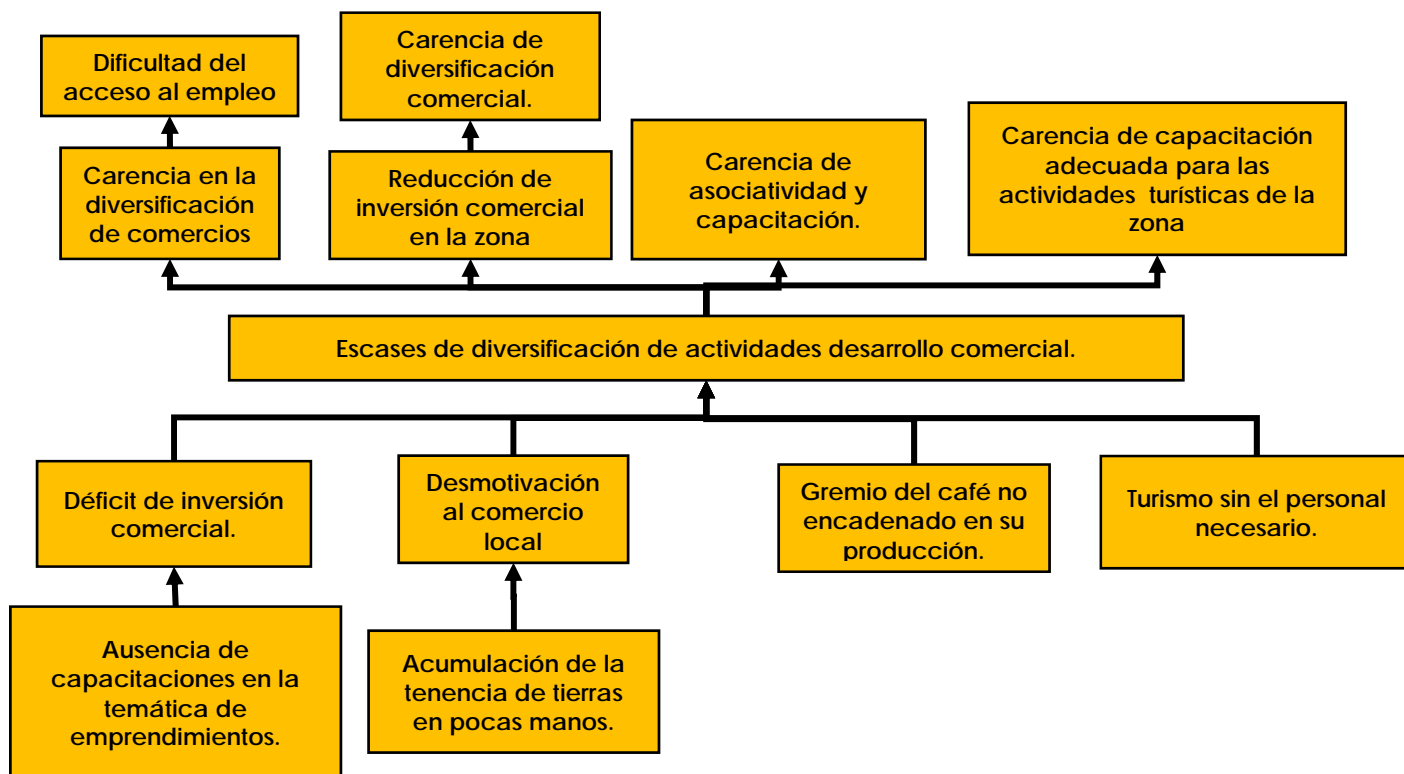 Dificultad del
acceso al empleo
Carencia de
diversificación
comercial.
Carencia en la
diversificación
de comercios
Reducción de
inversión comercial
en la zona
Carencia de
asociatividad y
capacitación.
Carencia de capacitación
adecuada para las
actividades turísticas de la
zona
Escases de diversificación de actividades desarrollo comercial.
Déficit de inversión
comercial.
Desmotivación
al comercio
local
Gremio del café no
encadenado en su
producción.
Turismo sin el personal
necesario.
Ausencia de
capacitaciones en la
temática de
emprendimientos.
Acumulación de la
tenencia de tierras
en pocas manos.